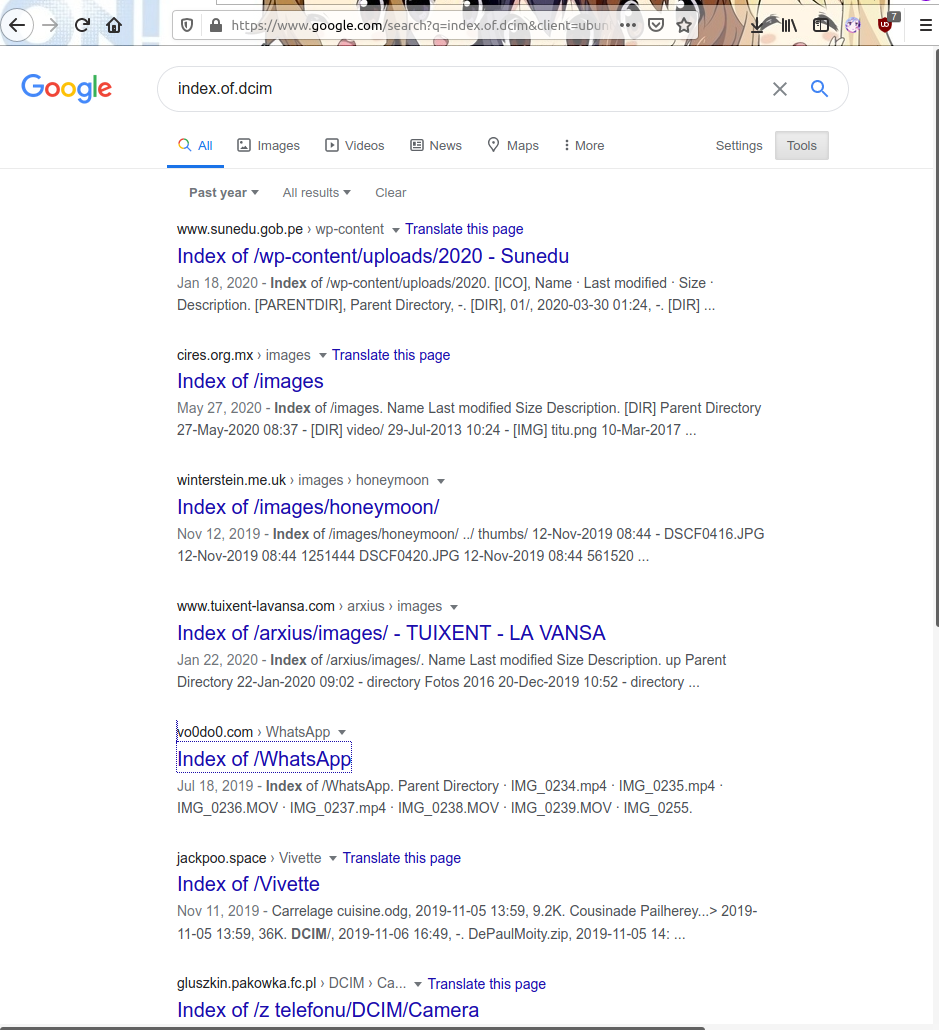 https://www.google.com/search?q=index.of.dcim&client=ubun
7
Google
index.of.dcim
All Images Videos News Maps More Settings Tools
Past year All results Clear
www.sunedu.gob.pe › wp-content Translate this page
Index of /wp-content/uploads/2020 - Sunedu
Jan 18, 2020 - Index of /wp-content/uploads/2020. [ICO], Name · Last modified · Size ·
Description. [PARENTDIR], Parent Directory, -. [DIR], 01/, 2020-03-30 01:24, -. [DIR] ...
cires.org.mx › images Translate this page
Index of /images
May 27, 2020 - Index of /images. Name Last modified Size Description. [DIR] Parent Directory
27-May-2020 08:37 - [DIR] video/ 29-Jul-2013 10:24 - [IMG] titu.png 10-Mar-2017 ...
winterstein.me.uk › images › honeymoon
Index of /images/honeymoon/
Nov 12, 2019 - Index of /images/honeymoon/ ../ thumbs/ 12-Nov-2019 08:44 - DSCF0416.JPG
12-Nov-2019 08:44 1251444 DSCF0420.JPG 12-Nov-2019 08:44 561520 ...
www.tuixent-lavansa.com › arxius › images
Index of /arxius/images/ - TUIXENT - LA VANSA
Jan 22, 2020 - Index of /arxius/images/. Name Last modified Size Description. up Parent
Directory 22-Jan-2020 09:02 - directory Fotos 2016 20-Dec-2019 10:52 - directory ...
vo0do0.com › WhatsApp
Index of /WhatsApp
Jul 18, 2019 - Index of /WhatsApp. Parent Directory · IMG_0234.mp4 · IMG_0235.mp4 ·
IMG_0236.MOV · IMG_0237.mp4 · IMG_0238.MOV · IMG_0239.MOV · IMG_0255.
jackpoo.space › Vivette Translate this page
Index of /Vivette
Nov 11, 2019 - Carrelage cuisine.odg, 2019-11-05 13:59, 9.2K. Cousinade Pailherey...> 2019-
11-05 13:59, 36K. DCIM/, 2019-11-06 16:49, -. DePaulMoity.zip, 2019-11-05 14: ...
gluszkin.pakowka.fc.pl › DCIM › Ca... Translate this page
Index of /z telefonu/DCIM/Camera